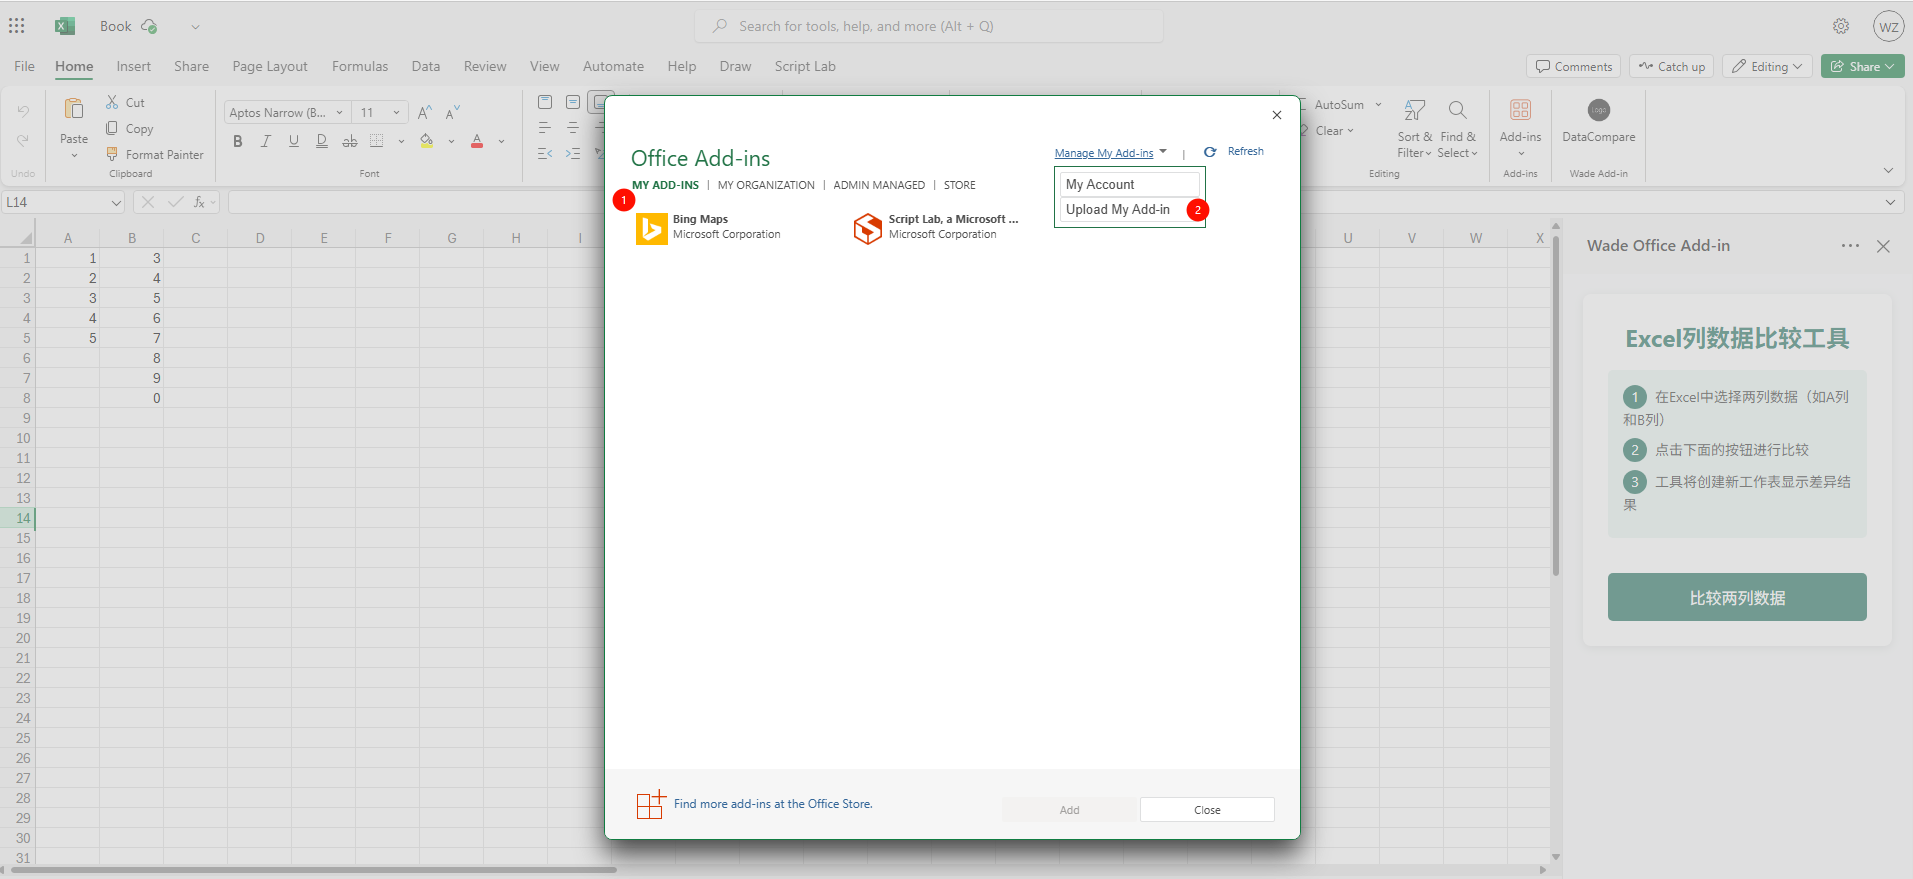 Book
Search for tools, help, and more (Alt + Q)
WZ
File Home Insert Share Page Layout Formulas Data Review View Automate Help Draw Script Lab
Comments Catch up Editing Share
Undo
Paste
Cut
Copy
Format Painter
Clipboard
Aptos Narrow (B... 11
B I U D ab A
Font
AutoSum
Clear
Sort & Filter
Find & Select
Editing
Add-ins
Add-ins
Logo
DataCompare
Wade Add-in
L14
fx
Office Add-ins
Manage My Add-ins | Refresh
MY ADD-INS | MY ORGANIZATION | ADMIN MANAGED | STORE
My Account
Upload My Add-in
1
2
Bing Maps
Microsoft Corporation
Script Lab, a Microsoft ...
Microsoft Corporation
Find more add-ins at the Office Store.
Add
Close
A B C D E F G H I U V W X
1 1 3
2 2 4
3 3 5
4 4 6
5 5 7
6 8
7 9
8 0
9
10
11
12
13
14
15
16
17
18
19
20
21
22
23
24
25
26
27
28
29
30
31
Wade Office Add-in
Excel列数据比较工具
1 在Excel中选择两列数据（如A列
和B列）
2 点击下面的按钮进行比较
3 工具将创建新工作表显示差异结
果
比较两列数据